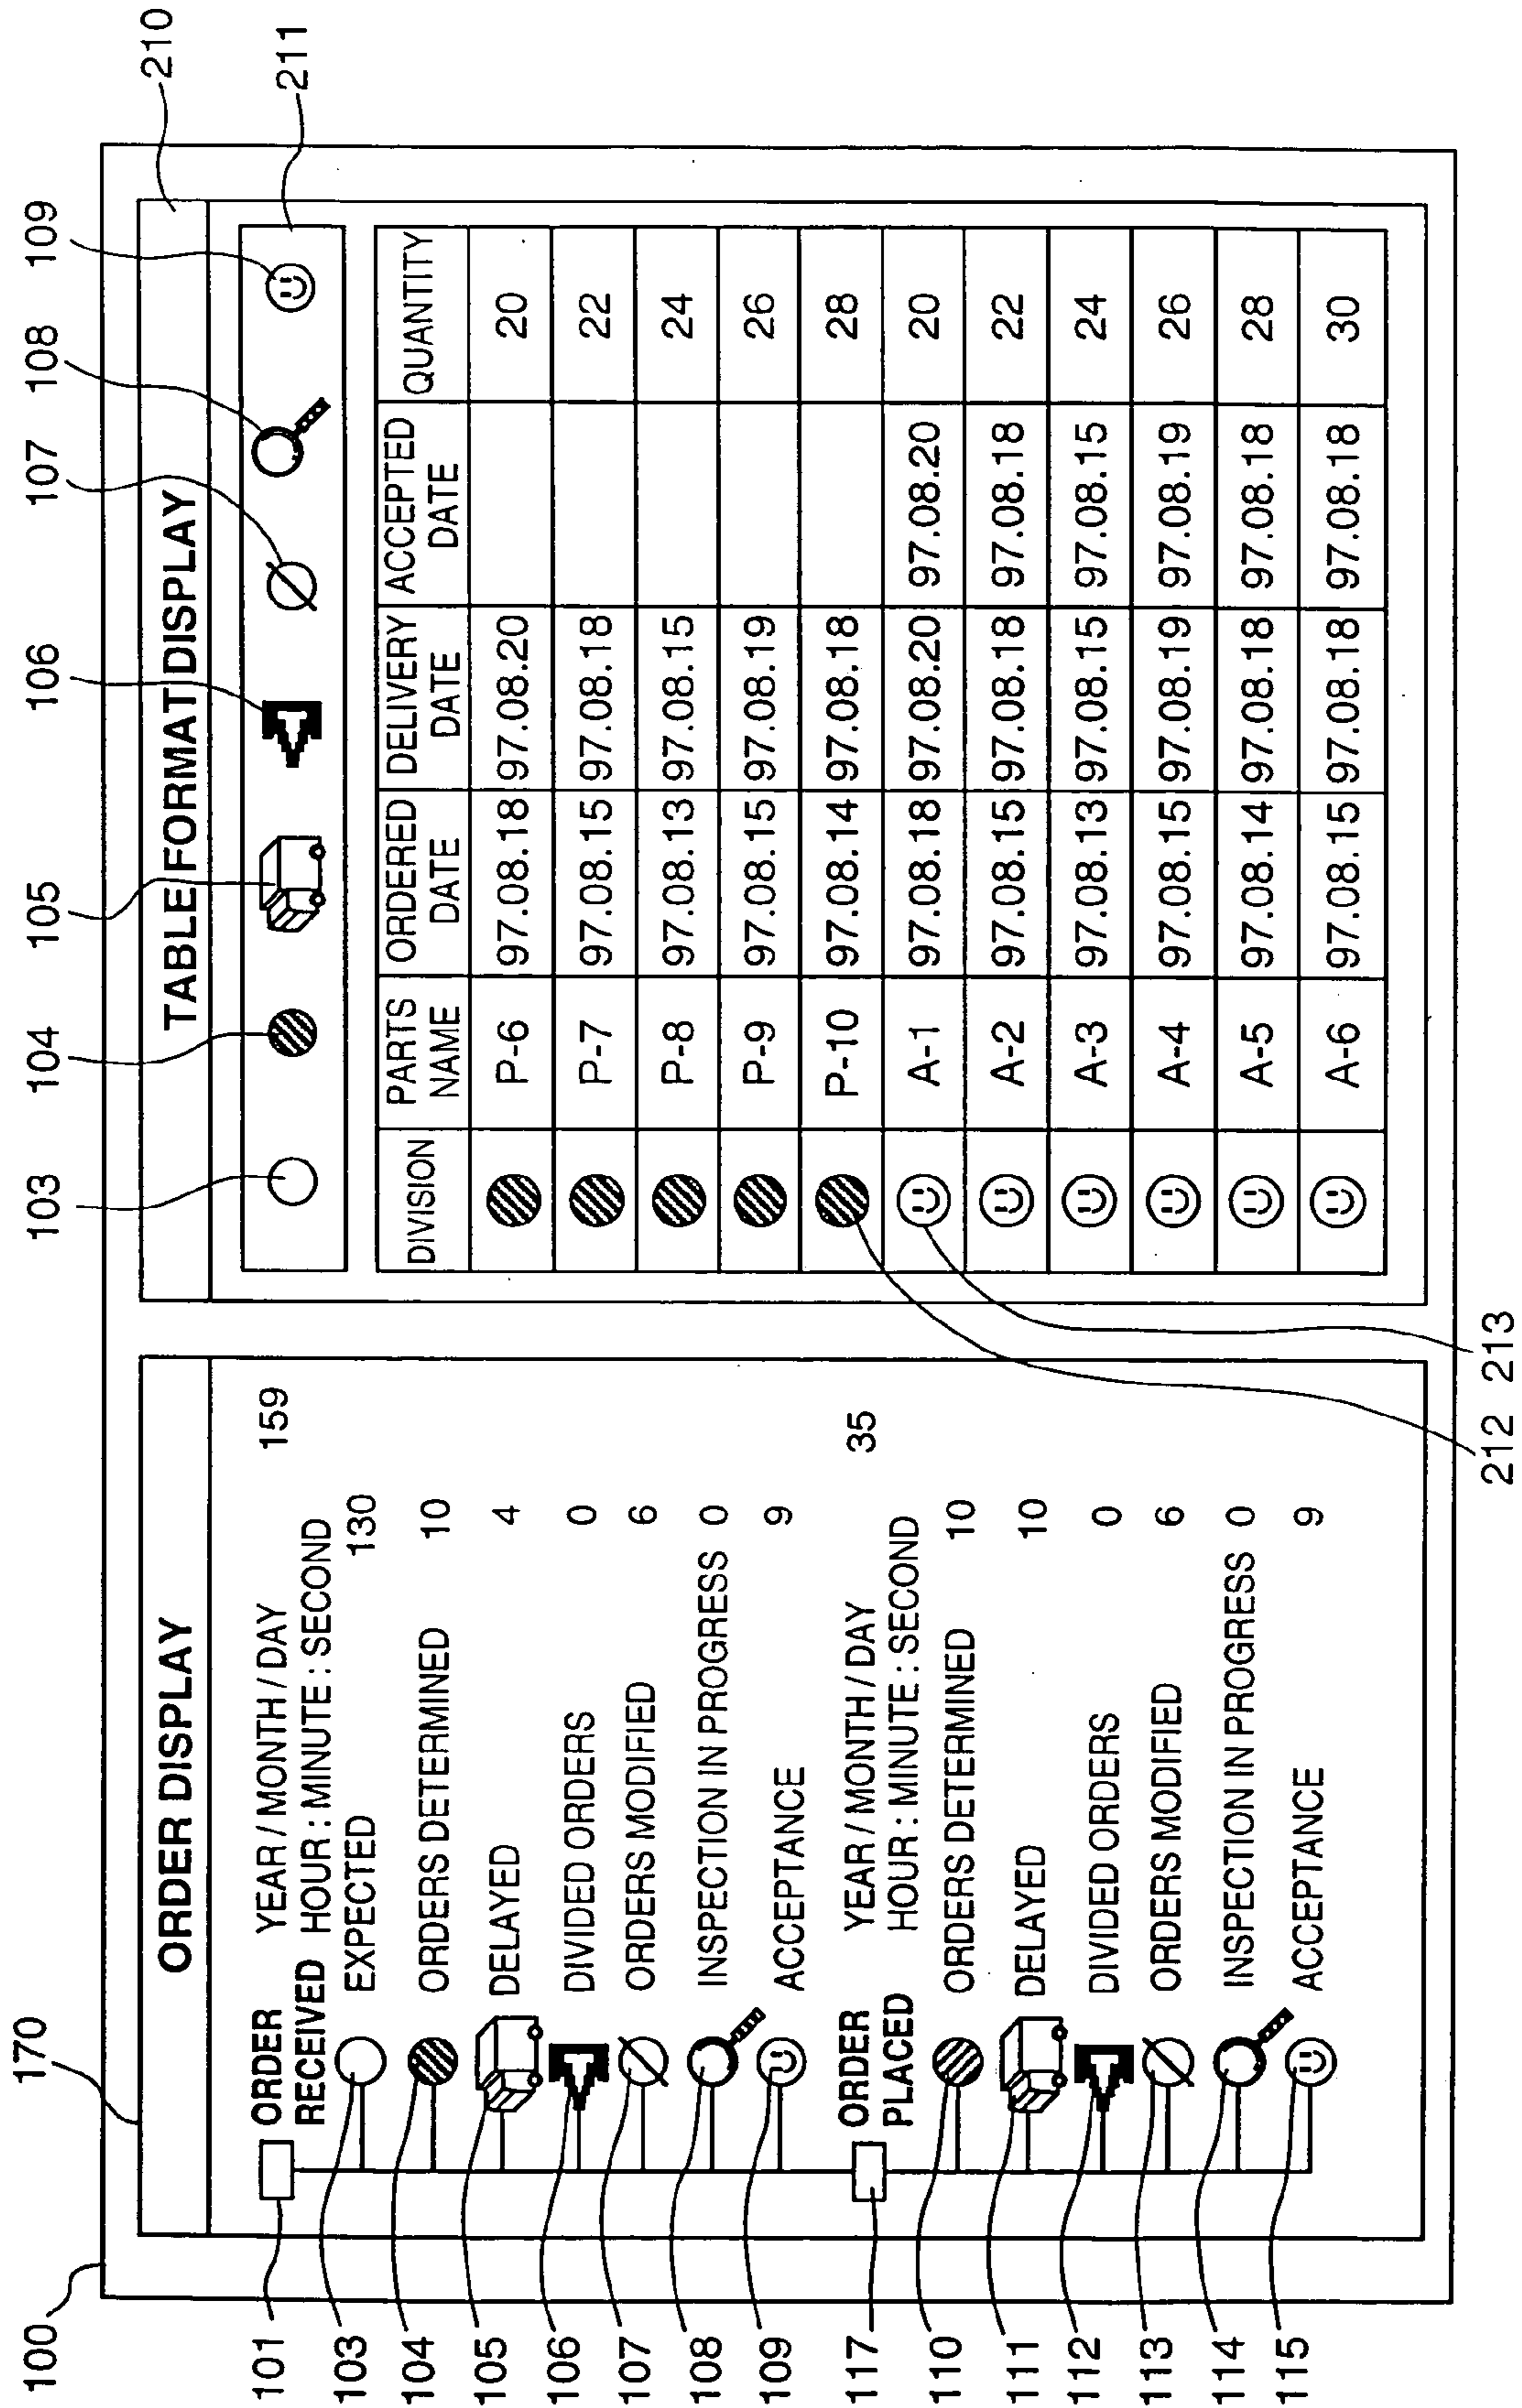 100
170
ORDER DISPLAY
101
ORDER RECEIVED
YEAR / MONTH / DAY
HOUR : MINUTE : SECOND
159
103
EXPECTED 130
104
ORDERS DETERMINED 10
105
DELAYED 4
106
DIVIDED ORDERS 0
107
ORDERS MODIFIED 6
108
INSPECTION IN PROGRESS 0
109
ACCEPTANCE 9
117
ORDER PLACED
YEAR / MONTH / DAY
HOUR : MINUTE : SECOND
35
110
ORDERS DETERMINED 10
111
DELAYED 10
112
DIVIDED ORDERS 0
113
ORDERS MODIFIED 6
114
INSPECTION IN PROGRESS 0
115
ACCEPTANCE 9
103 104 105 106 107 108 109
210
211
TABLE FORMAT DISPLAY
DIVISION PARTS NAME ORDERED DATE DELIVERY DATE ACCEPTED DATE QUANTITY
P-6 97.08.18 97.08.20 20
P-7 97.08.15 97.08.18 22
P-8 97.08.13 97.08.15 24
P-9 97.08.15 97.08.19 26
P-10 97.08.14 97.08.18 28
A-1 97.08.18 97.08.20 97.08.20 20
A-2 97.08.15 97.08.18 97.08.18 22
A-3 97.08.13 97.08.15 97.08.15 24
A-4 97.08.15 97.08.19 97.08.19 26
A-5 97.08.14 97.08.18 97.08.18 28
A-6 97.08.15 97.08.18 97.08.18 30
212 213